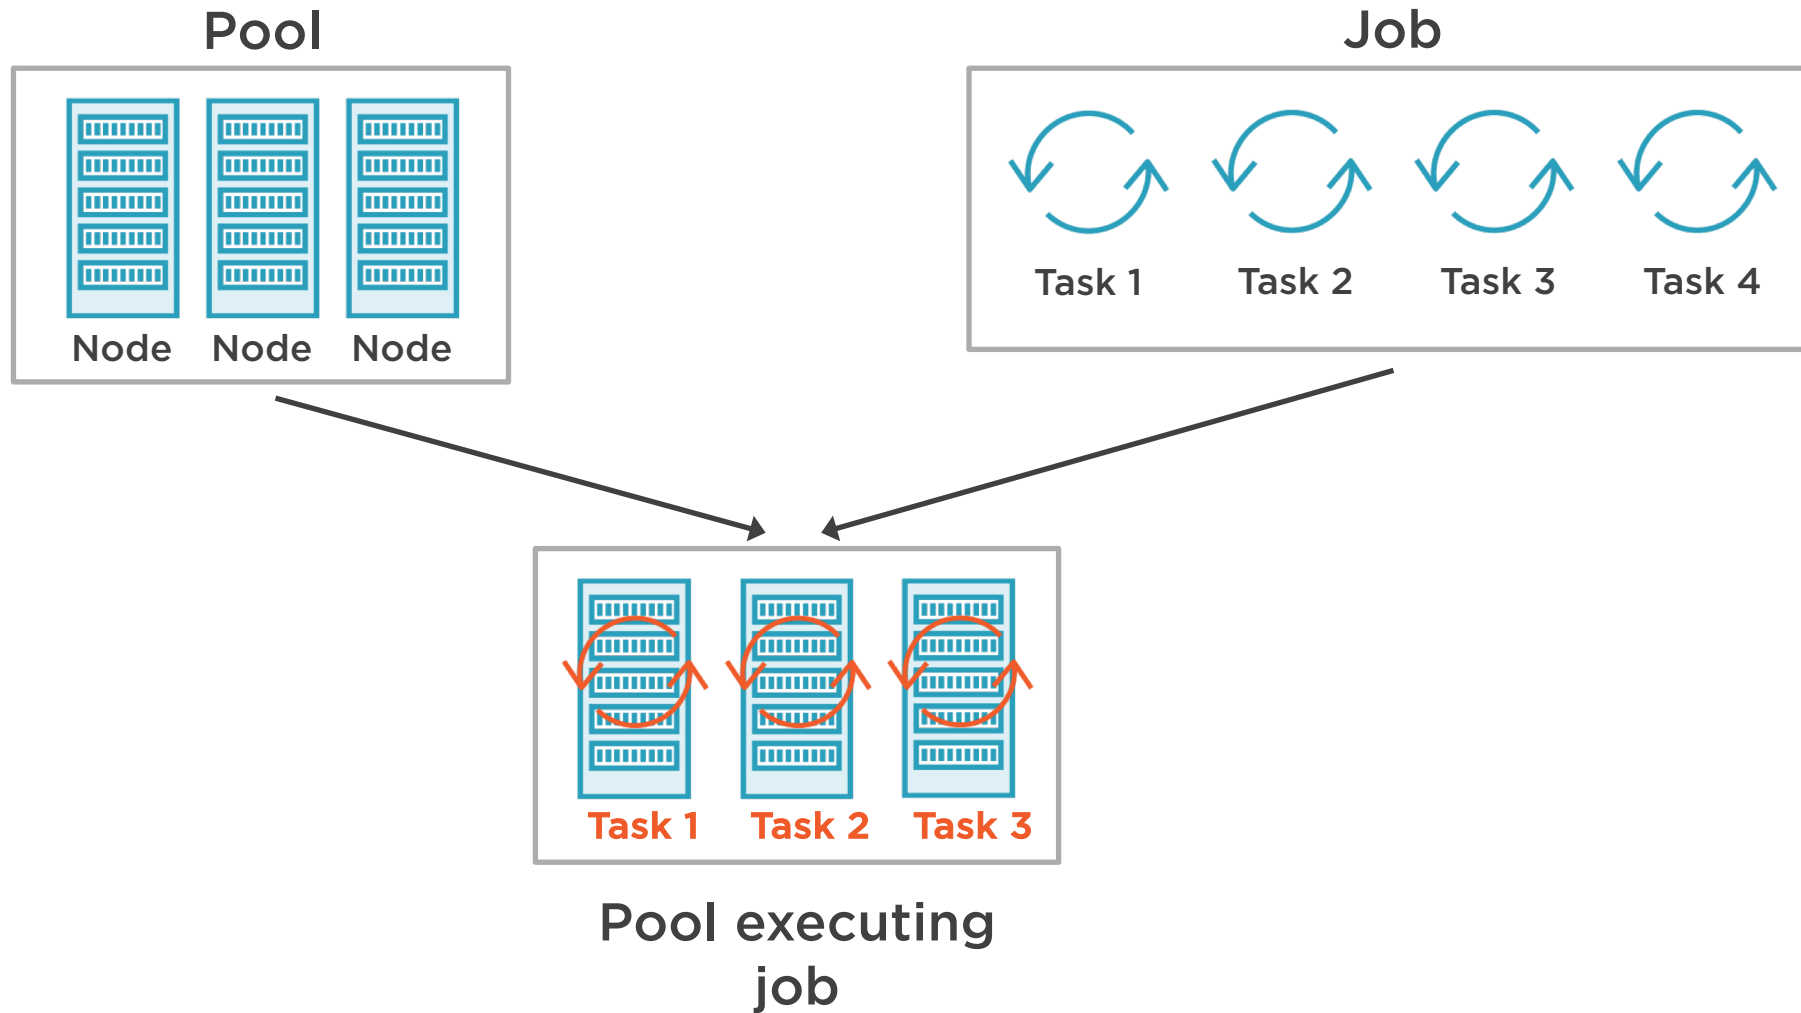 Pool
Job
Node Node Node
Task 1 Task 2 Task 3 Task 4
Task 1 Task 2 Task 3
Pool executing
job